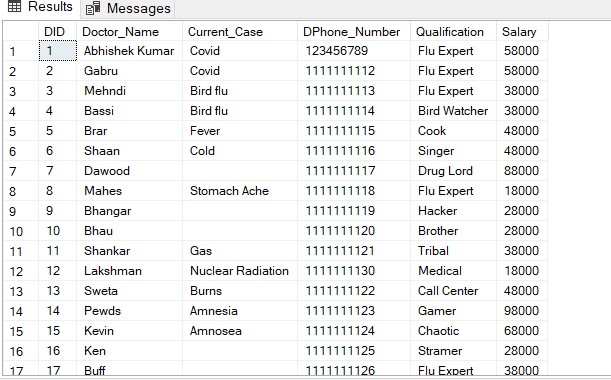 Results Messages
DID Doctor_Name Current_Case DPhone_Number Qualification Salary
1 1 Abhishek Kumar Covid 123456789 Flu Expert 58000
2 2 Gabru Covid 1111111112 Flu Expert 58000
3 3 Mehndi Bird flu 1111111113 Flu Expert 38000
4 4 Bassi Bird flu 1111111114 Bird Watcher 38000
5 5 Brar Fever 1111111115 Cook 48000
6 6 Shaan Cold 1111111116 Singer 48000
7 7 Dawood 1111111117 Drug Lord 88000
8 8 Mahes Stomach Ache 1111111118 Flu Expert 18000
9 9 Bhangar 1111111119 Hacker 28000
10 10 Bhau 1111111120 Brother 28000
11 11 Shankar Gas 1111111121 Tribal 38000
12 12 Lakshman Nuclear Radiation 1111111130 Medical 18000
13 13 Sweta Burns 1111111122 Call Center 48000
14 14 Pewds Amnesia 1111111123 Gamer 98000
15 15 Kevin Amnosea 1111111124 Chaotic 68000
16 16 Ken 1111111125 Stramer 28000
17 17 Buff 1111111126 Flu Expert 38000